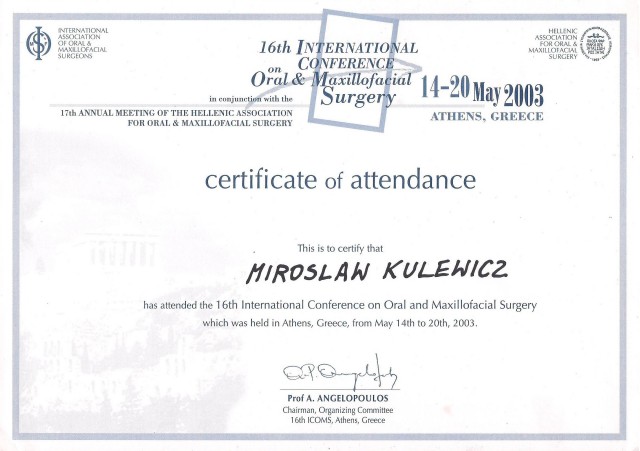 INTERNATIONAL
ASSOCIATION
OF ORAL &
MAXILLOFACIAL
SURGEONS
HELLENIC
ASSOCIATION
FOR ORAL &
MAXILLOFACIAL
SURGERY
16th INTERNATIONAL
CONFERENCE
on
Oral & Maxillofacial
Surgery
14-20 May 2003
ATHENS, GREECE
in conjunction with the
17th ANNUAL MEETING OF THE HELLENIC ASSOCIATION
FOR ORAL & MAXILLOFACIAL SURGERY
certificate of attendance
This is to certify that
MIROSLAW KULEWICZ
has attended the 16th International Conference on Oral and Maxillofacial Surgery
which was held in Athens, Greece, from May 14th to 20th, 2003.
Prof A. ANGELOPOULOS
Chairman, Organizing Committee
16th ICOMS, Athens, Greece